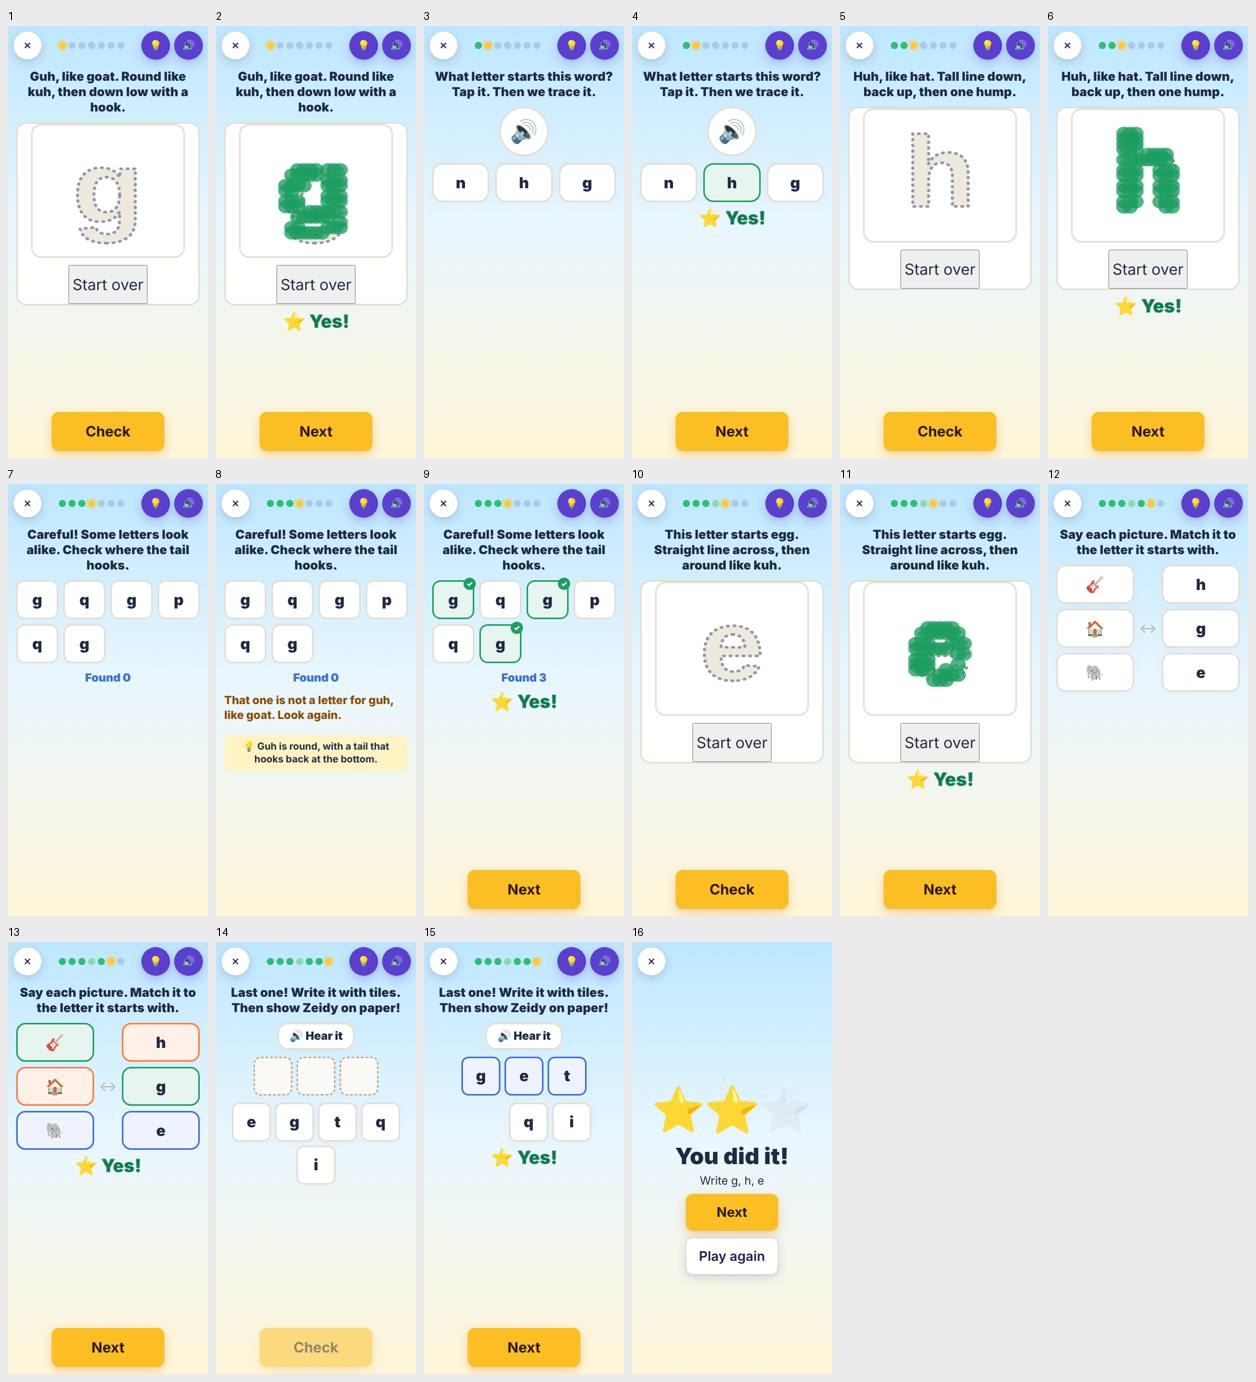 1
Guh, like goat. Round like
kuh, then down low with a
hook.
g
Start over
Check
2
Guh, like goat. Round like
kuh, then down low with a
hook.
g
Start over
Yes!
Next
3
What letter starts this word?
Tap it. Then we trace it.
n h g
4
What letter starts this word?
Tap it. Then we trace it.
n h g
Yes!
Next
5
Huh, like hat. Tall line down,
back up, then one hump.
h
Start over
Check
6
Huh, like hat. Tall line down,
back up, then one hump.
h
Start over
Yes!
Next
7
Careful! Some letters look
alike. Check where the tail
hooks.
g q g p
q g
Found 0
8
Careful! Some letters look
alike. Check where the tail
hooks.
g q g p
q g
Found 0
That one is not a letter for guh,
like goat. Look again.
Guh is round, with a tail that
hooks back at the bottom.
9
Careful! Some letters look
alike. Check where the tail
hooks.
g q g p
q g
Found 3
Yes!
Next
10
This letter starts egg.
Straight line across, then
around like kuh.
e
Start over
Check
11
This letter starts egg.
Straight line across, then
around like kuh.
e
Start over
Yes!
Next
12
Say each picture. Match it to
the letter it starts with.
h
g
e
13
Say each picture. Match it to
the letter it starts with.
h
g
e
Yes!
Next
14
Last one! Write it with tiles.
Then show Zeidy on paper!
Hear it
e g t q
i
Check
15
Last one! Write it with tiles.
Then show Zeidy on paper!
Hear it
g e t
q i
Yes!
Next
16
You did it!
Write g, h, e
Next
Play again